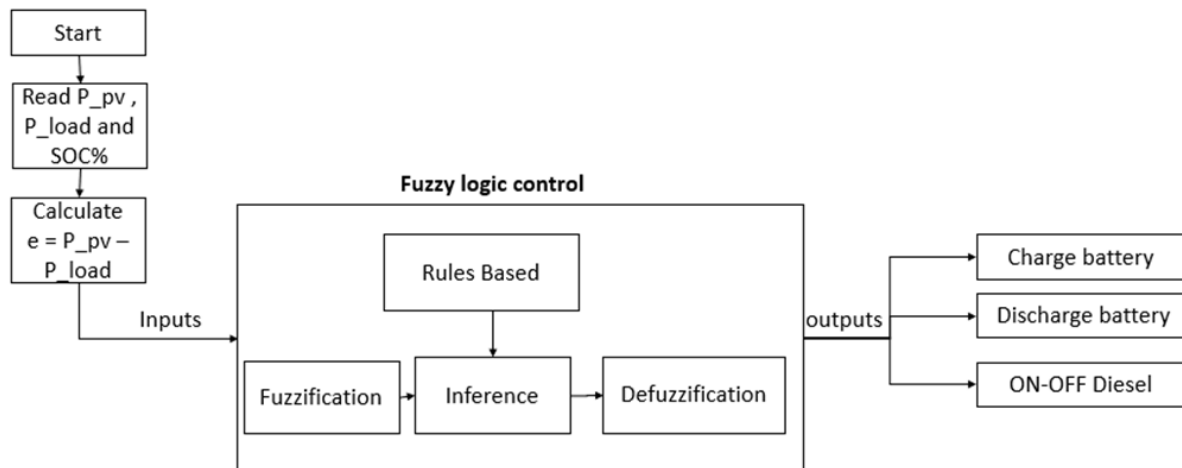 Start
Read P_pv ,
P_load and
SOC%
Calculate
e = P_pv –
P_load
Inputs
Fuzzy logic control
Rules Based
Fuzzification
Inference
Defuzzification
outputs
Charge battery
Discharge battery
ON-OFF Diesel